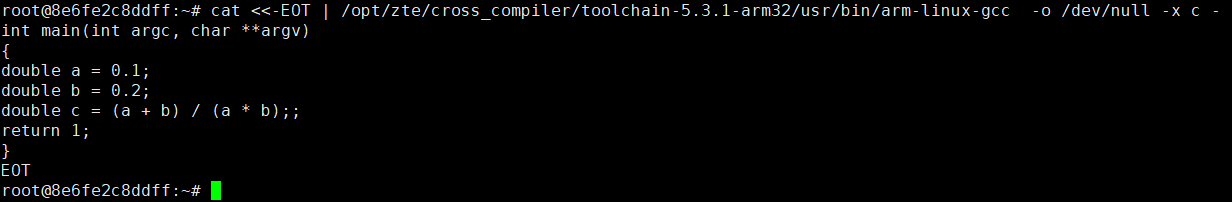 root@8e6fe2c8ddff:~# cat <<-EOT | /opt/zte/cross_compiler/toolchain-5.3.1-arm32/usr/bin/arm-linux-gcc  -o /dev/null -x c -
int main(int argc, char **argv)
{
double a = 0.1;
double b = 0.2;
double c = (a + b) / (a * b);;
return 1;
}
EOT
root@8e6fe2c8ddff:~#